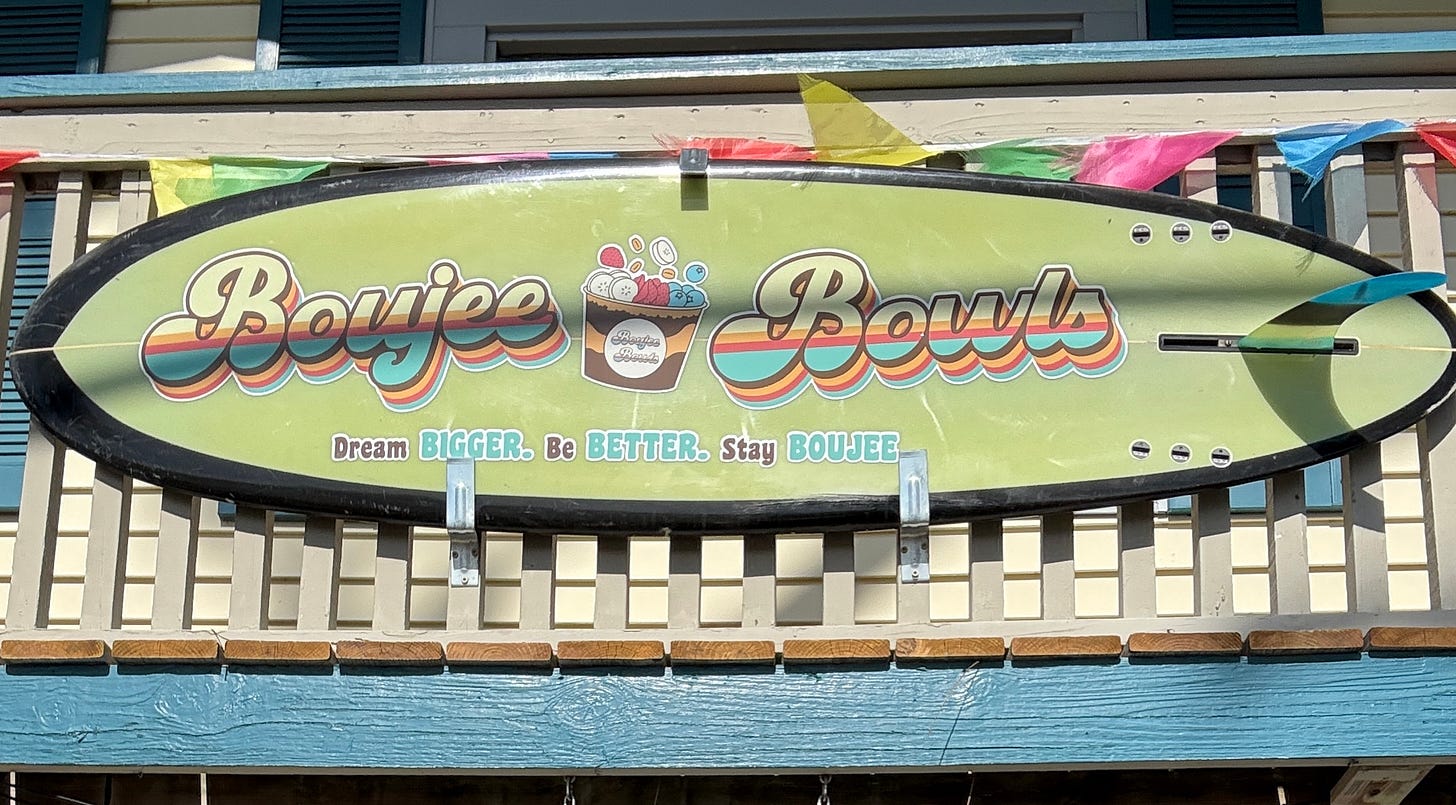 Boujee Bowls
Boujee
Bowls
Dream BIGGER. Be BETTER. Stay BOUJEE